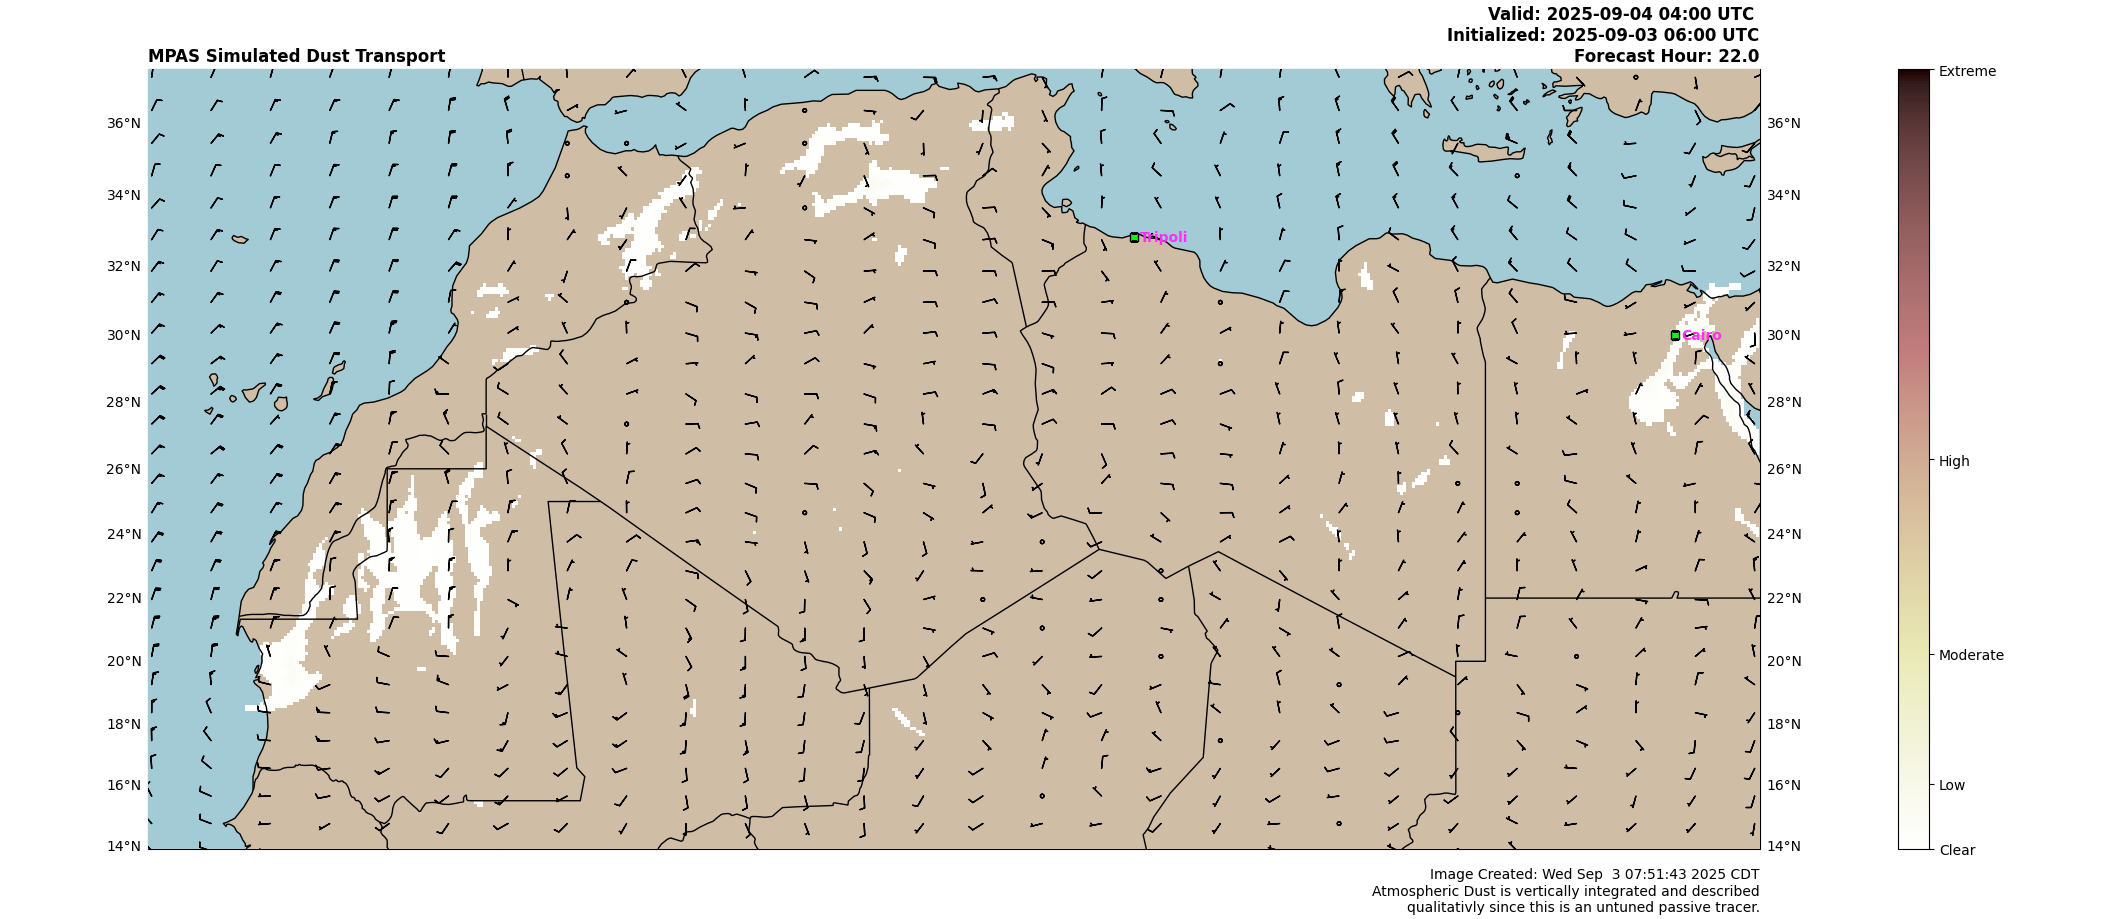 Valid: 2025-09-04 04:00 UTC
Initialized: 2025-09-03 06:00 UTC
MPAS Simulated Dust Transport Forecast Hour: 22.0
Extreme
36°N 36°N
34°N 34°N
Tripoli
32°N 32°N
30°N Cairo 30°N
28°N 28°N
High
26°N 26°N
24°N 24°N
22°N 22°N
Moderate
20°N 20°N
18°N 18°N
16°N 16°N
Low
14°N 14°N
Clear
Image Created: Wed Sep  3 07:51:43 2025 CDT
Atmospheric Dust is vertically integrated and described
qualitativly since this is an untuned passive tracer.